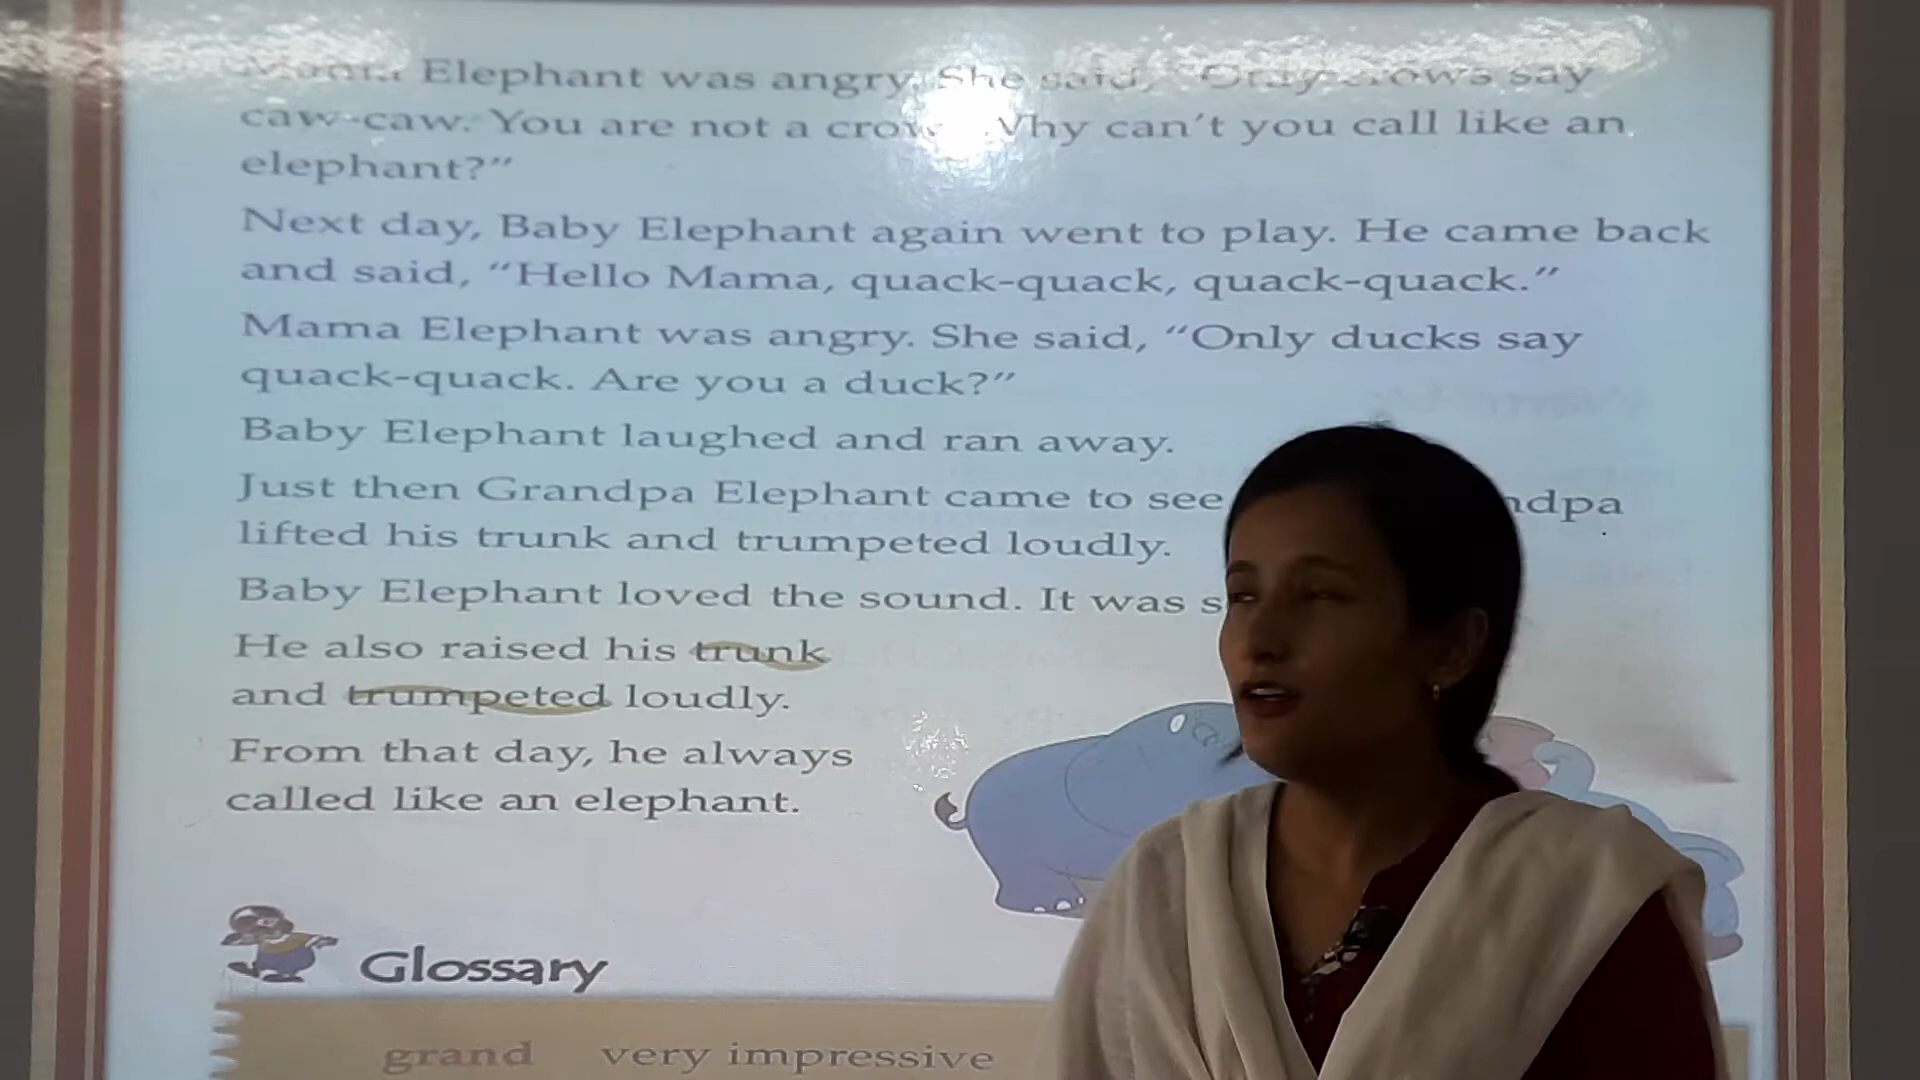 Mama Elephant was angry. She said, "Only crows say
caw-caw. You are not a crow. Why can't you call like an
elephant?"
Next day, Baby Elephant again went to play. He came back
and said, "Hello Mama, quack-quack, quack-quack."
Mama Elephant was angry. She said, "Only ducks say
quack-quack. Are you a duck?"
Baby Elephant laughed and ran away.
Just then Grandpa Elephant came to see
lifted his trunk and trumpeted loudly.
Baby Elephant loved the sound. It was
He also raised his trunk
and trumpeted loudly.
From that day, he always
called like an elephant.
Glossary
grand very impressive